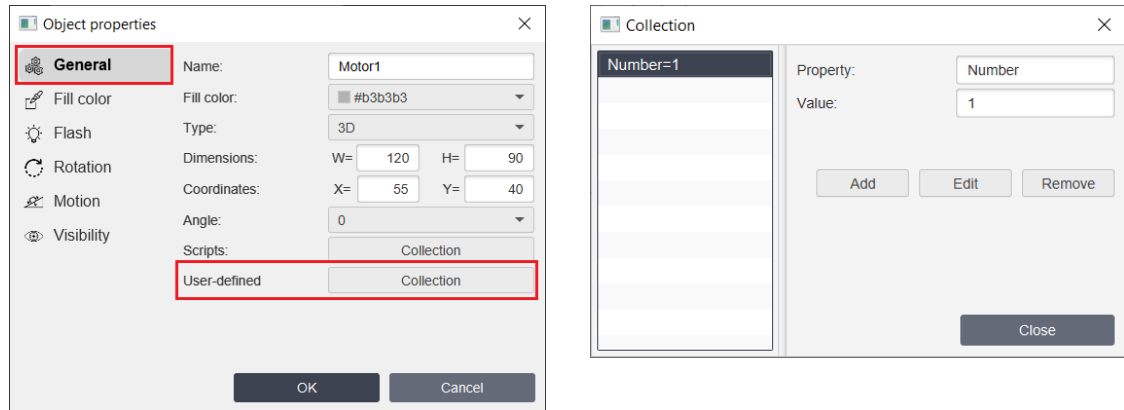 Object properties
General
Fill color
Flash
Rotation
Motion
Visibility
Name: Motor1
Fill color: #b3b3b3
Type: 3D
Dimensions: W= 120 H= 90
Coordinates: X= 55 Y= 40
Angle: 0
Scripts: Collection
User-defined Collection
OK Cancel
Collection
Number=1
Property: Number
Value: 1
Add Edit Remove
Close